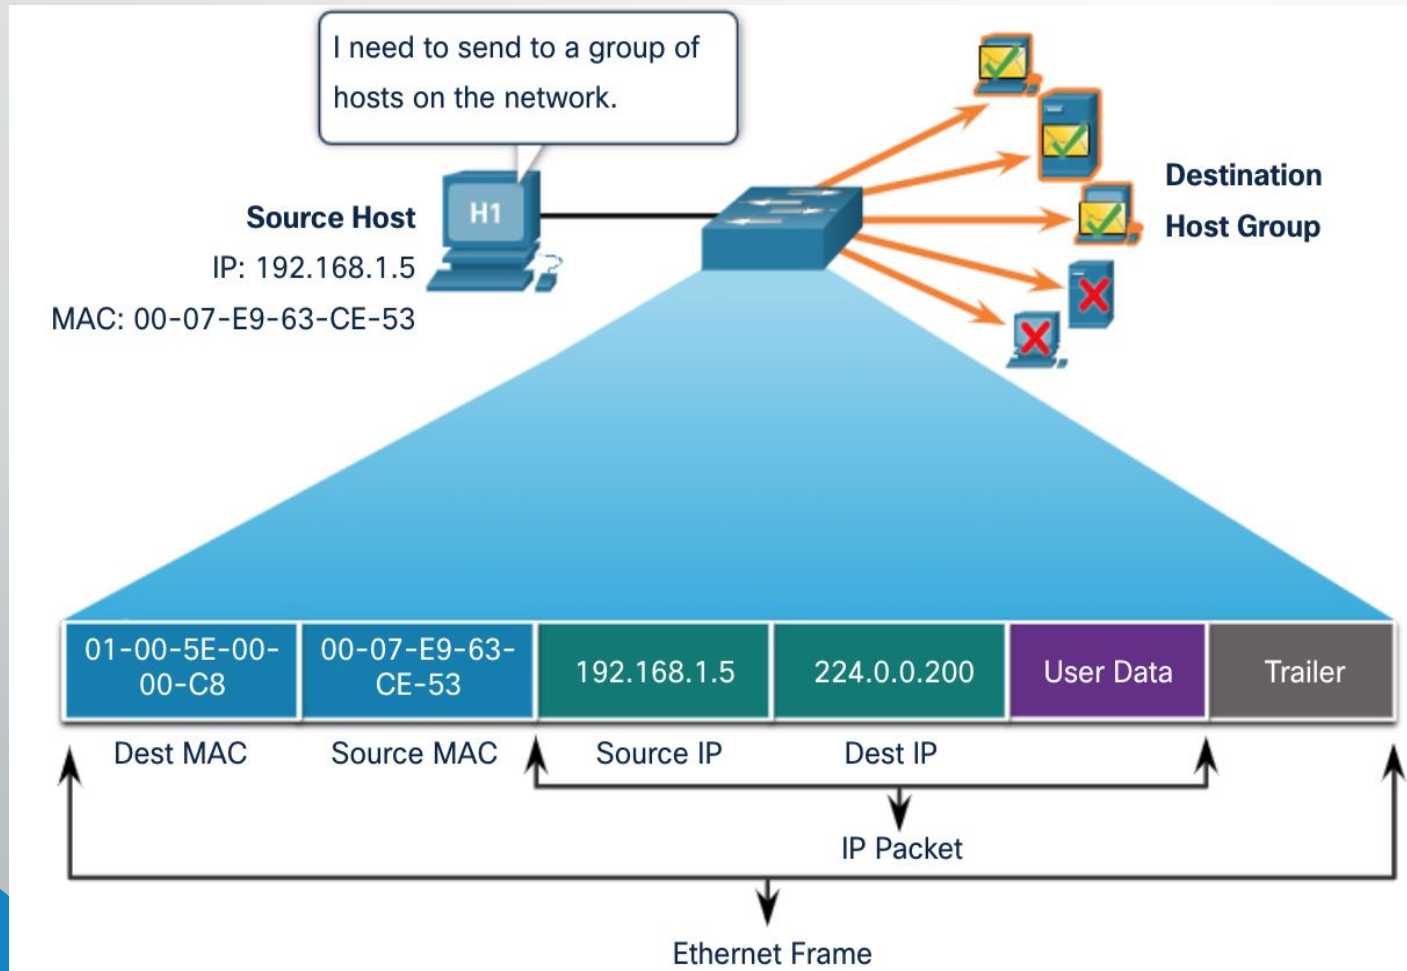 I need to send to a group of
hosts on the network.
H1
Source Host
IP: 192.168.1.5
MAC: 00-07-E9-63-CE-53
Destination
Host Group
01-00-5E-00-
00-C8
00-07-E9-63-
CE-53
192.168.1.5
224.0.0.200
User Data
Trailer
Dest MAC
Source MAC
Source IP
Dest IP
IP Packet
Ethernet Frame